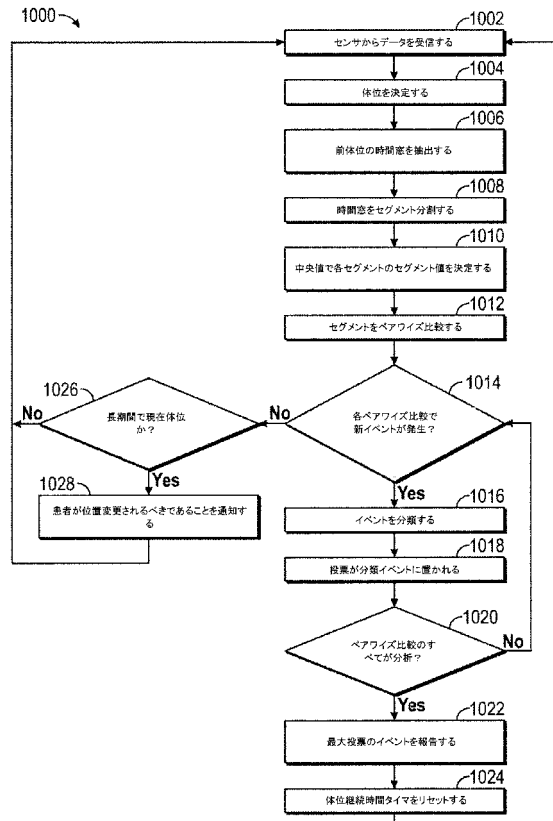 1000
1002
センサからデータを受信する
1004
体位を決定する
1006
前体位の時間窓を抽出する
1008
時間窓をセグメント分割する
1010
中央値で各セグメントのセグメント値を決定する
1012
セグメントをペアワイズ比較する
1014
各ペアワイズ比較で
新イベントが発生？
No
Yes
1026
長期間で現在体位
か？
No
Yes
1028
患者が位置変更されるべきであることを通知す
る
1016
イベントを分類する
1018
投票が分類イベントに置かれる
1020
ペアワイズ比較のす
べてが分析？
No
Yes
1022
最大投票のイベントを報告する
1024
体位継続時間タイマをリセットする